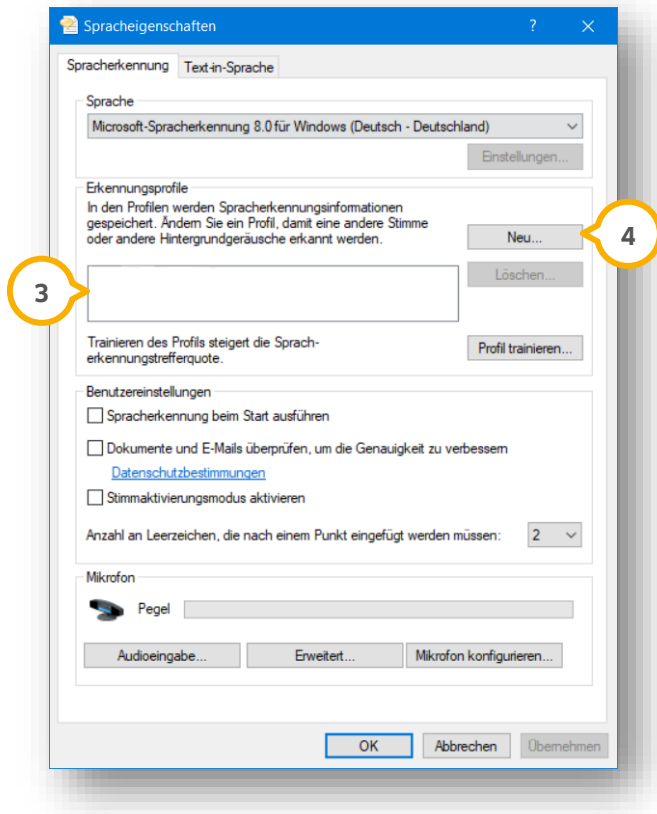 Spracheigenschaften
Spracherkennung Text-in-Sprache
Sprache
Microsoft-Spracherkennung 8.0 für Windows (Deutsch - Deutschland)
Einstellungen...
Erkennungsprofile
In den Profilen werden Spracherkennungsinformationen
gespeichert. Ändern Sie ein Profil, damit eine andere Stimme
oder andere Hintergrundgeräusche erkannt werden.
Neu...
4
Löschen...
3
Trainieren des Profils steigert die Sprach-
erkennungstrefferquote.
Profil trainieren...
Benutzereinstellungen
Spracherkennung beim Start ausführen
Dokumente und E-Mails überprüfen, um die Genauigkeit zu verbessern
Datenschutzbestimmungen
Stimmaktivierungsmodus aktivieren
Anzahl an Leerzeichen, die nach einem Punkt eingefügt werden müssen: 2
Mikrofon
Pegel
Audioeingabe... Erweitert... Mikrofon konfigurieren...
OK Abbrechen Übernehmen